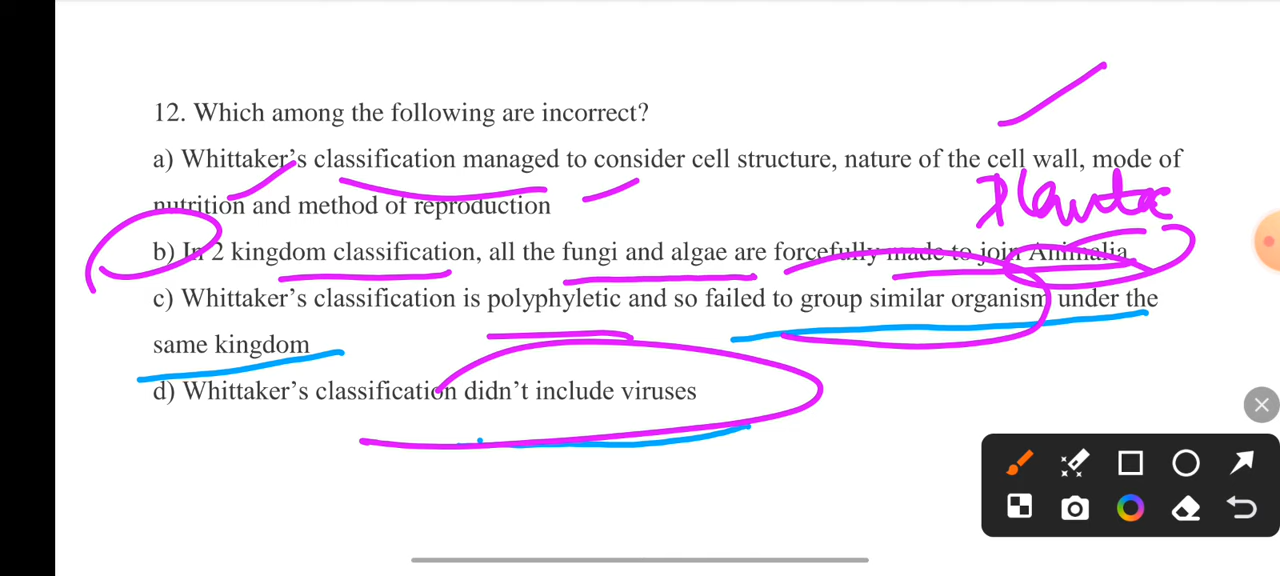 12. Which among the following are incorrect?
a) Whittaker's classification managed to consider cell structure, nature of the cell wall, mode of
nutrition and method of reproduction
Plantae
b) In 2 kingdom classification, all the fungi and algae are forcefully made to join Animalia
c) Whittaker's classification is polyphyletic and so failed to group similar organism under the
same kingdom
d) Whittaker's classification didn't include viruses